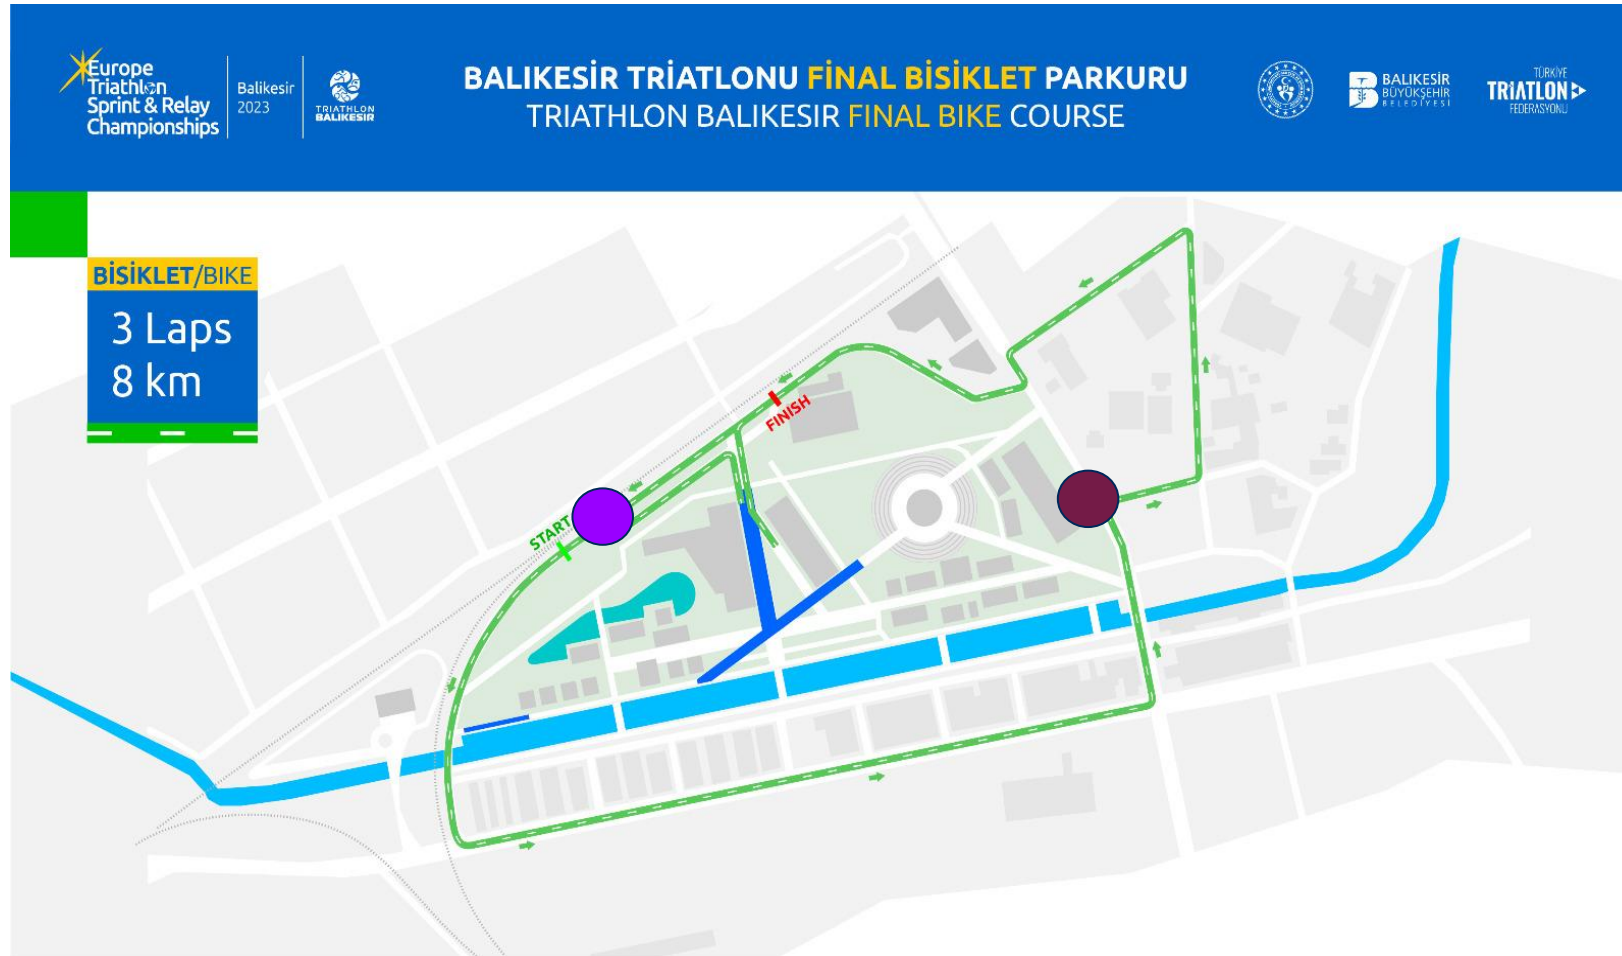 Europe
Triathlon
Sprint & Relay
Championships
Balikesir
2023
TRIATHLON
BALIKESIR
BALIKESİR TRİATLONU FİNAL BİSİKLET PARKURU
TRIATHLON BALIKESIR FINAL BIKE COURSE
BALIKESİR
BÜYÜKŞEHİR
BELEDİYESİ
TÜRKİYE
TRİATLON
FEDERASYONU
BİSİKLET/BIKE
3 Laps
8 km
FINISH
START